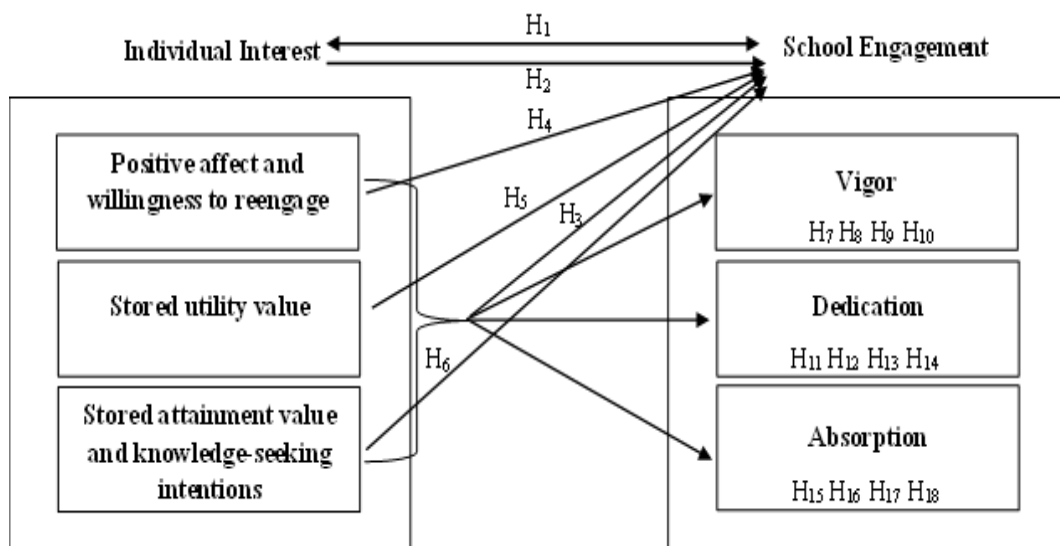 H₁
Individual Interest
School Engagement
H₂
H₄
Positive affect and
willingness to reengage
H₅
H₃
Vigor
H₇ H₈ H₉ H₁₀
Stored utility value
Dedication
H₁₁ H₁₂ H₁₃ H₁₄
H₆
Stored attainment value
and knowledge-seeking
intentions
Absorption
H₁₅ H₁₆ H₁₇ H₁₈